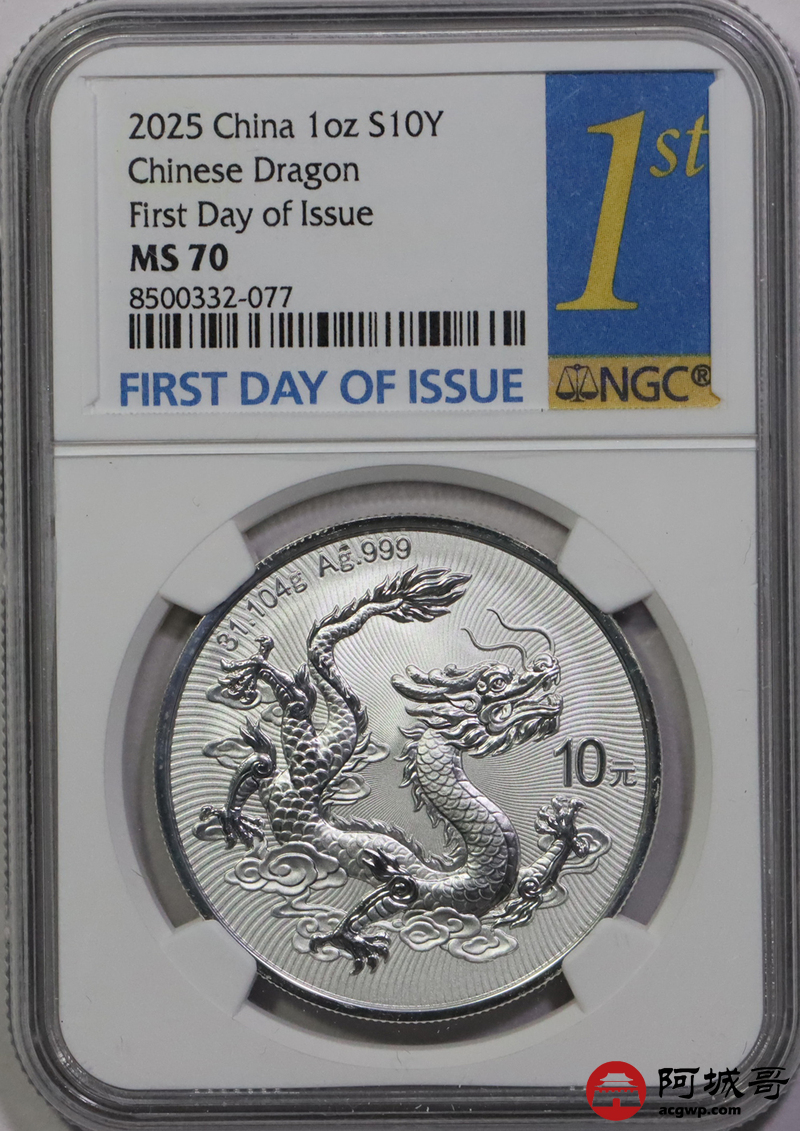 2025 China 1oz S10Y
Chinese Dragon
First Day of Issue
MS 70
8500332-077
FIRST DAY OF ISSUE
1st
NGC®
31.104g Ag.999
10元
阿城哥
acgwp.com